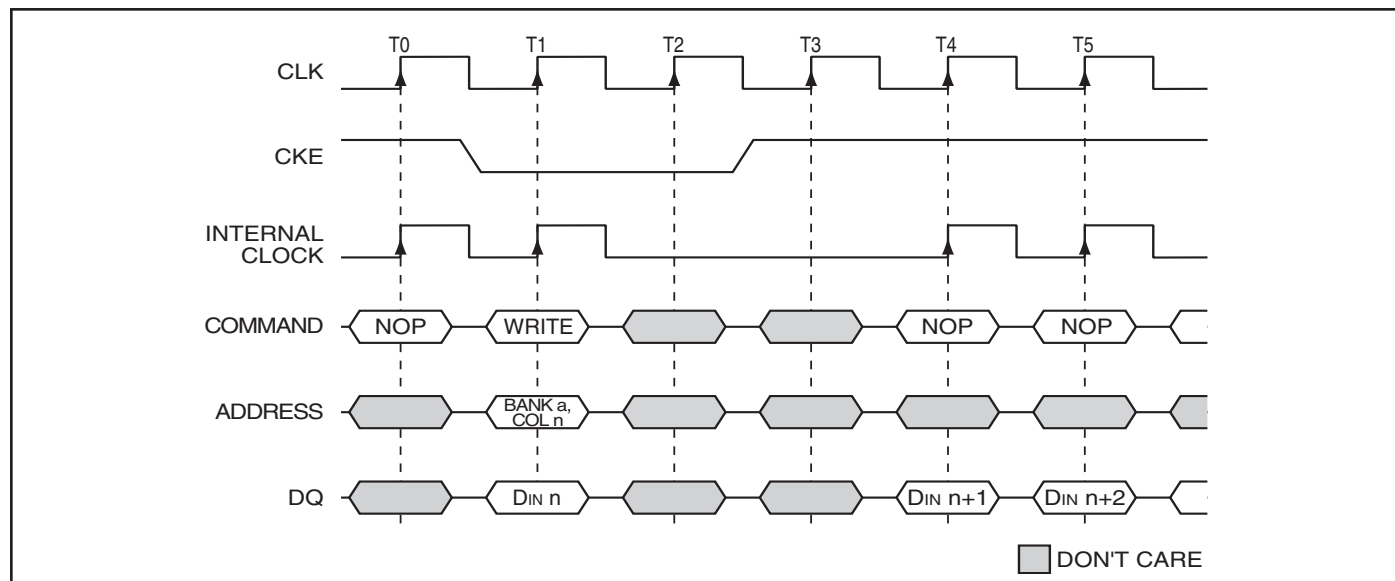 T0 T1 T2 T3 T4 T5
CLK
CKE
INTERNAL
CLOCK
COMMAND NOP WRITE NOP NOP
ADDRESS BANK a,
COL n
DQ DIN n DIN n+1 DIN n+2
DON'T CARE